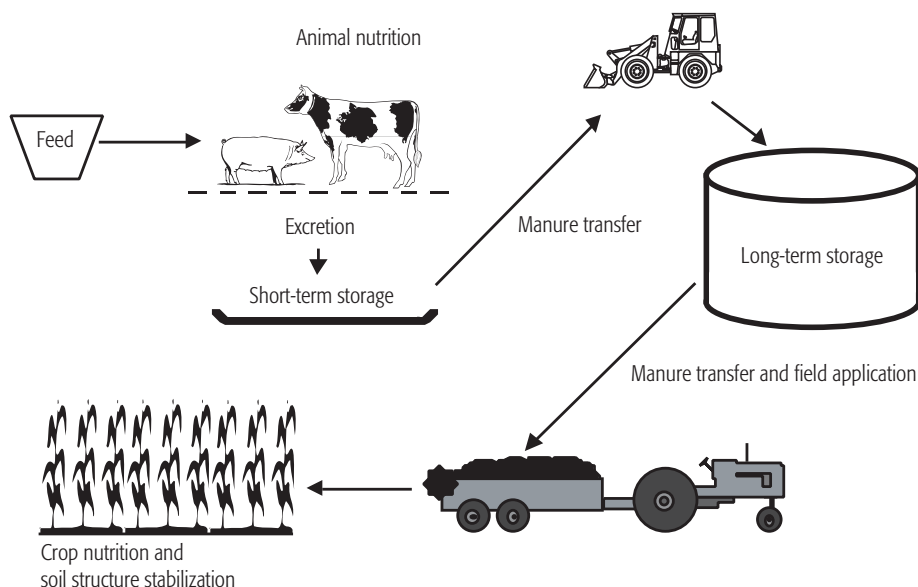 Animal nutrition
Feed
Excretion
Short-term storage
Manure transfer
Long-term storage
Manure transfer and field application
Crop nutrition and
soil structure stabilization